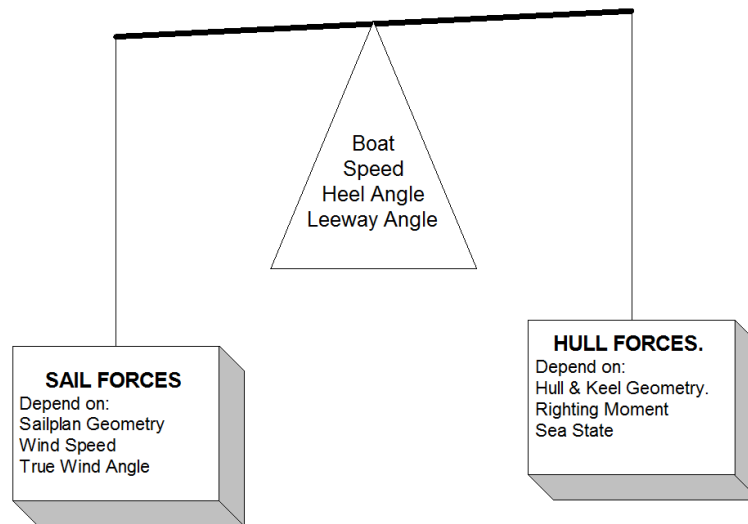 Boat
Speed
Heel Angle
Leeway Angle
SAIL FORCES
Depend on:
Sailplan Geometry
Wind Speed
True Wind Angle
HULL FORCES.
Depend on:
Hull & Keel Geometry.
Righting Moment
Sea State